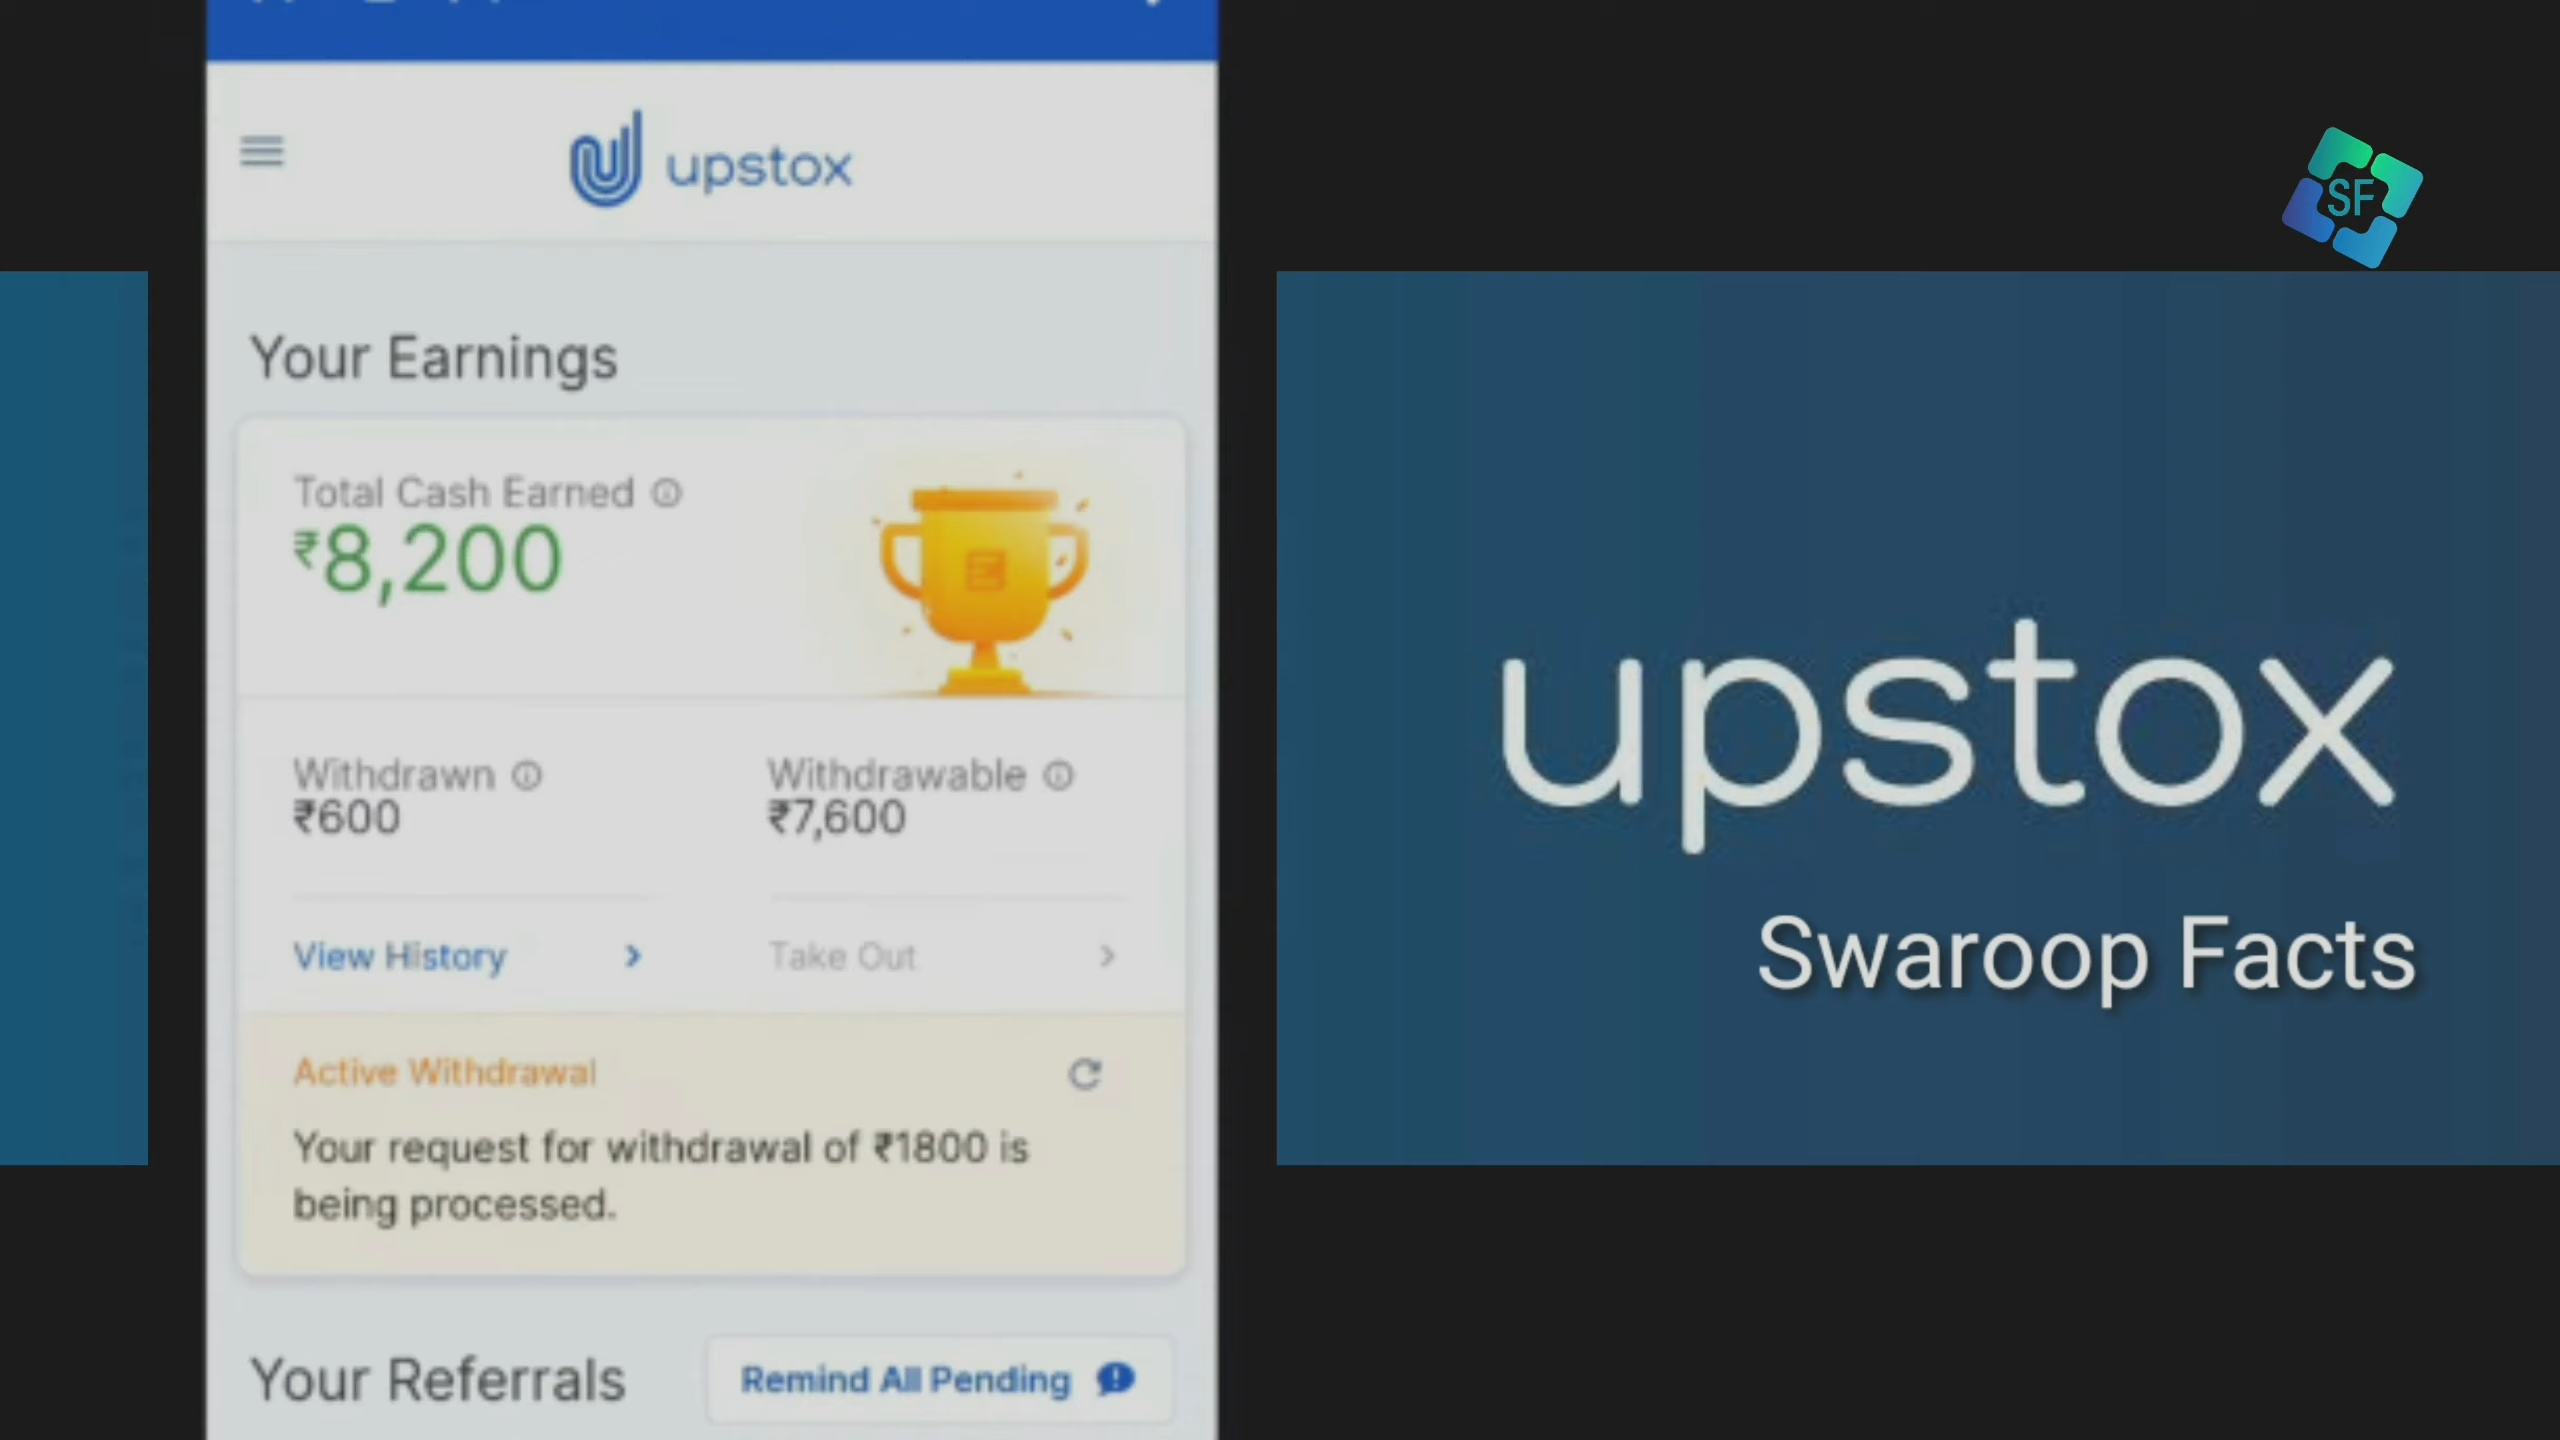 upstox
Your Earnings
Total Cash Earned
₹8,200
Withdrawn
₹600
Withdrawable
₹7,600
View History
Take Out
Active Withdrawal
Your request for withdrawal of ₹1800 is
being processed.
Your Referrals
Remind All Pending
SF
upstox
Swaroop Facts